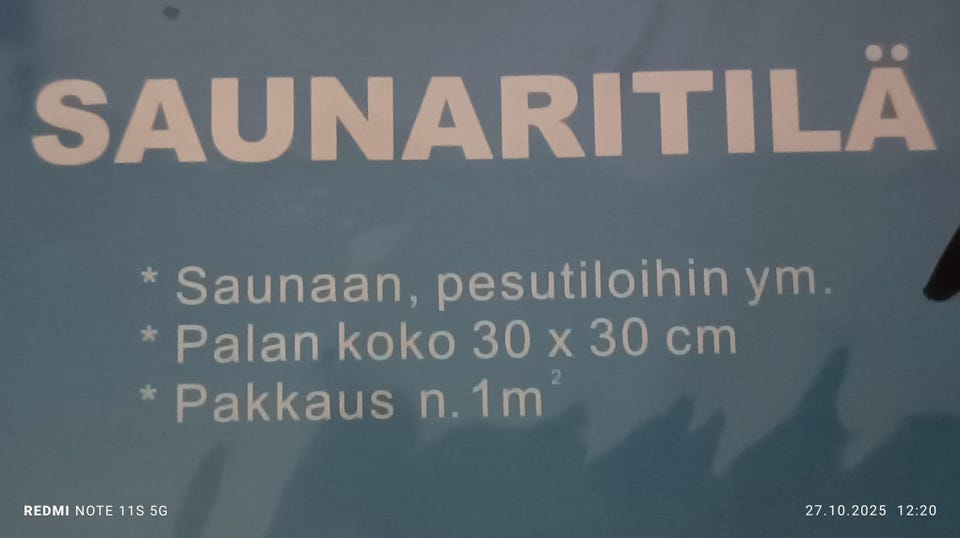 SAUNARITILÄ
* Saunaan, pesutiloihin ym.
* Palan koko 30 x 30 cm
* Pakkaus n. 1m²
REDMI NOTE 11S 5G
27.10.2025 12:20